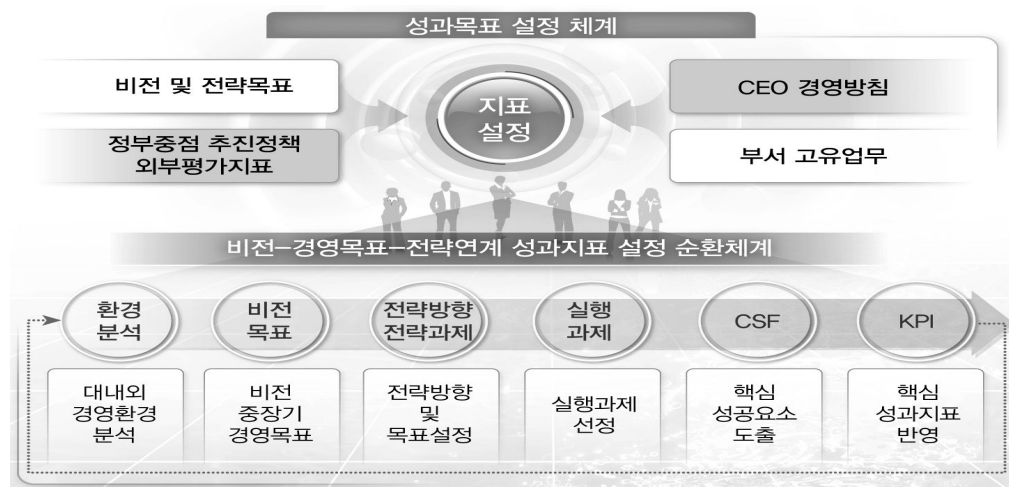 성과목표 설정 체계
비전 및 전략목표
정부중점 추진정책
외부평가지표
지표
설정
CEO 경영방침
부서 고유업무
비전-경영목표-전략연계 성과지표 설정 순환체계
환경
분석
비전
목표
전략방향
전략과제
실행
과제
CSF
KPI
대내외
경영환경
분석
비전
중장기
경영목표
전략방향
및
목표설정
실행과제
선정
핵심
성공요소
도출
핵심
성과지표
반영